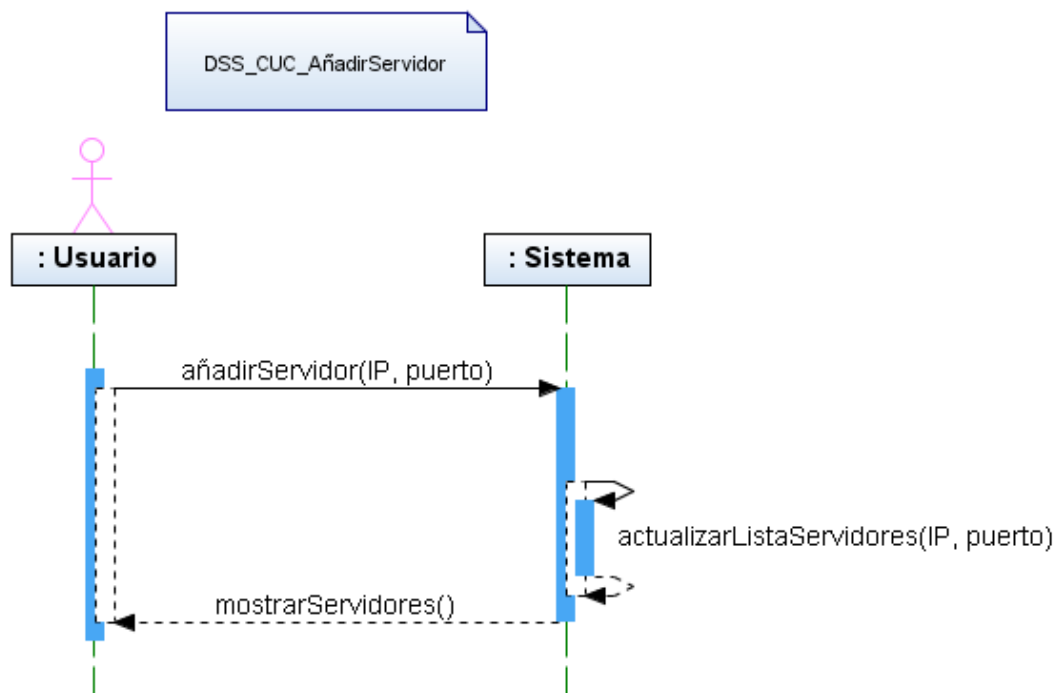 DSS_CUC_AñadirServidor
: Usuario
: Sistema
añadirServidor(IP, puerto)
actualizarListaServidores(IP, puerto)
mostrarServidores()